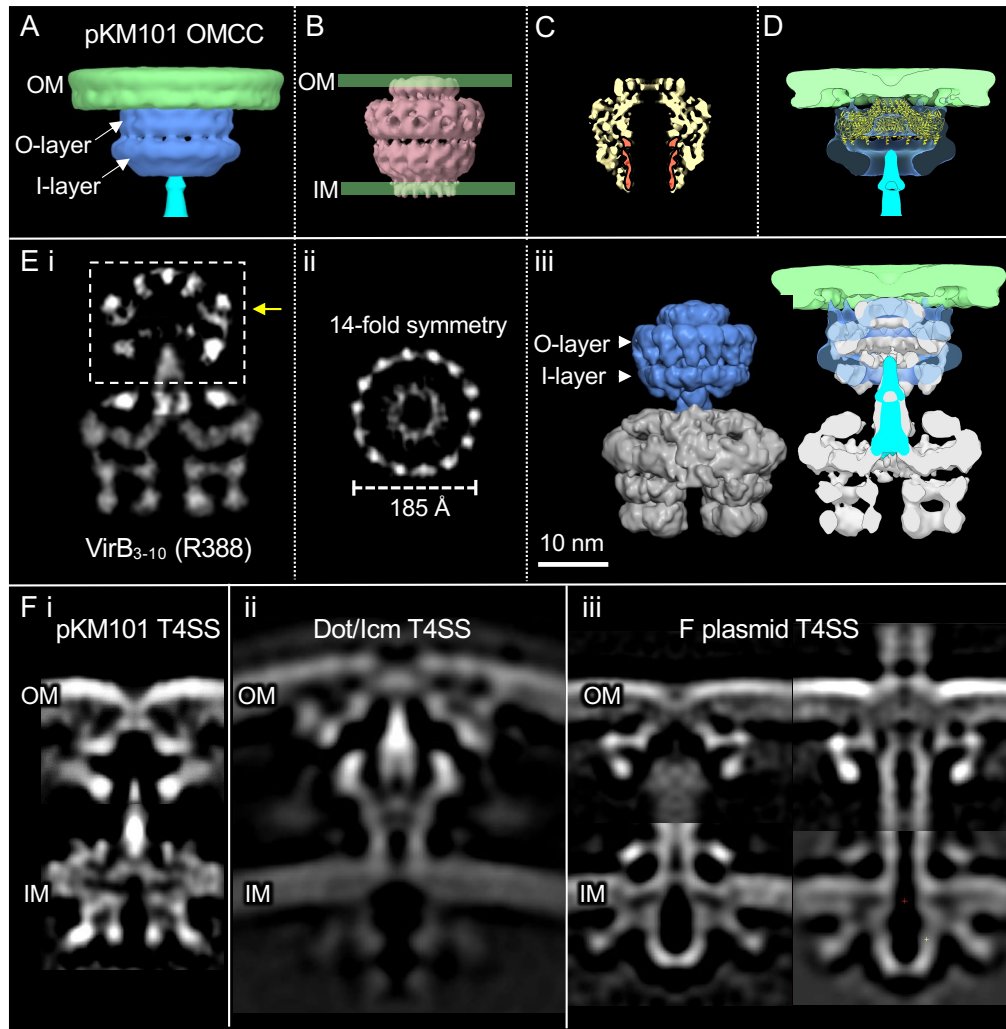 A
pKM101 OMCC
OM
O-layer
I-layer
B
OM
IM
C
D
E i
VirB₃₋₁₀ (R388)
ii
14-fold symmetry
185 Å
iii
O-layer
I-layer
10 nm
F i
pKM101 T4SS
OM
IM
ii
Dot/Icm T4SS
OM
IM
iii
F plasmid T4SS
OM
IM